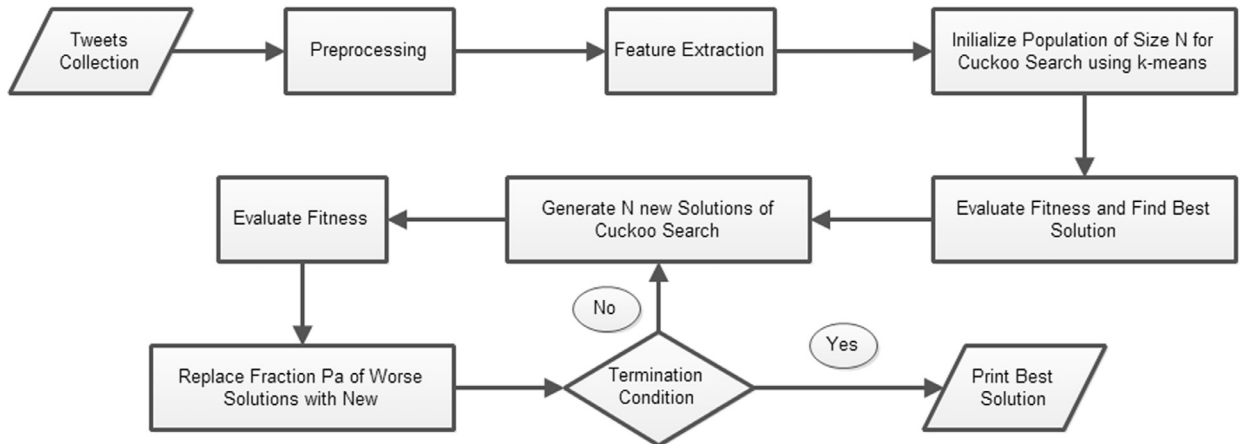 Tweets
Collection
Preprocessing
Feature Extraction
Inilialize Population of Size N for
Cuckoo Search using k-means
Evaluate Fitness and Find Best
Solution
Generate N new Solutions of
Cuckoo Search
Evaluate Fitness
Replace Fraction Pa of Worse
Solutions with New
Termination
Condition
No
Yes
Print Best
Solution